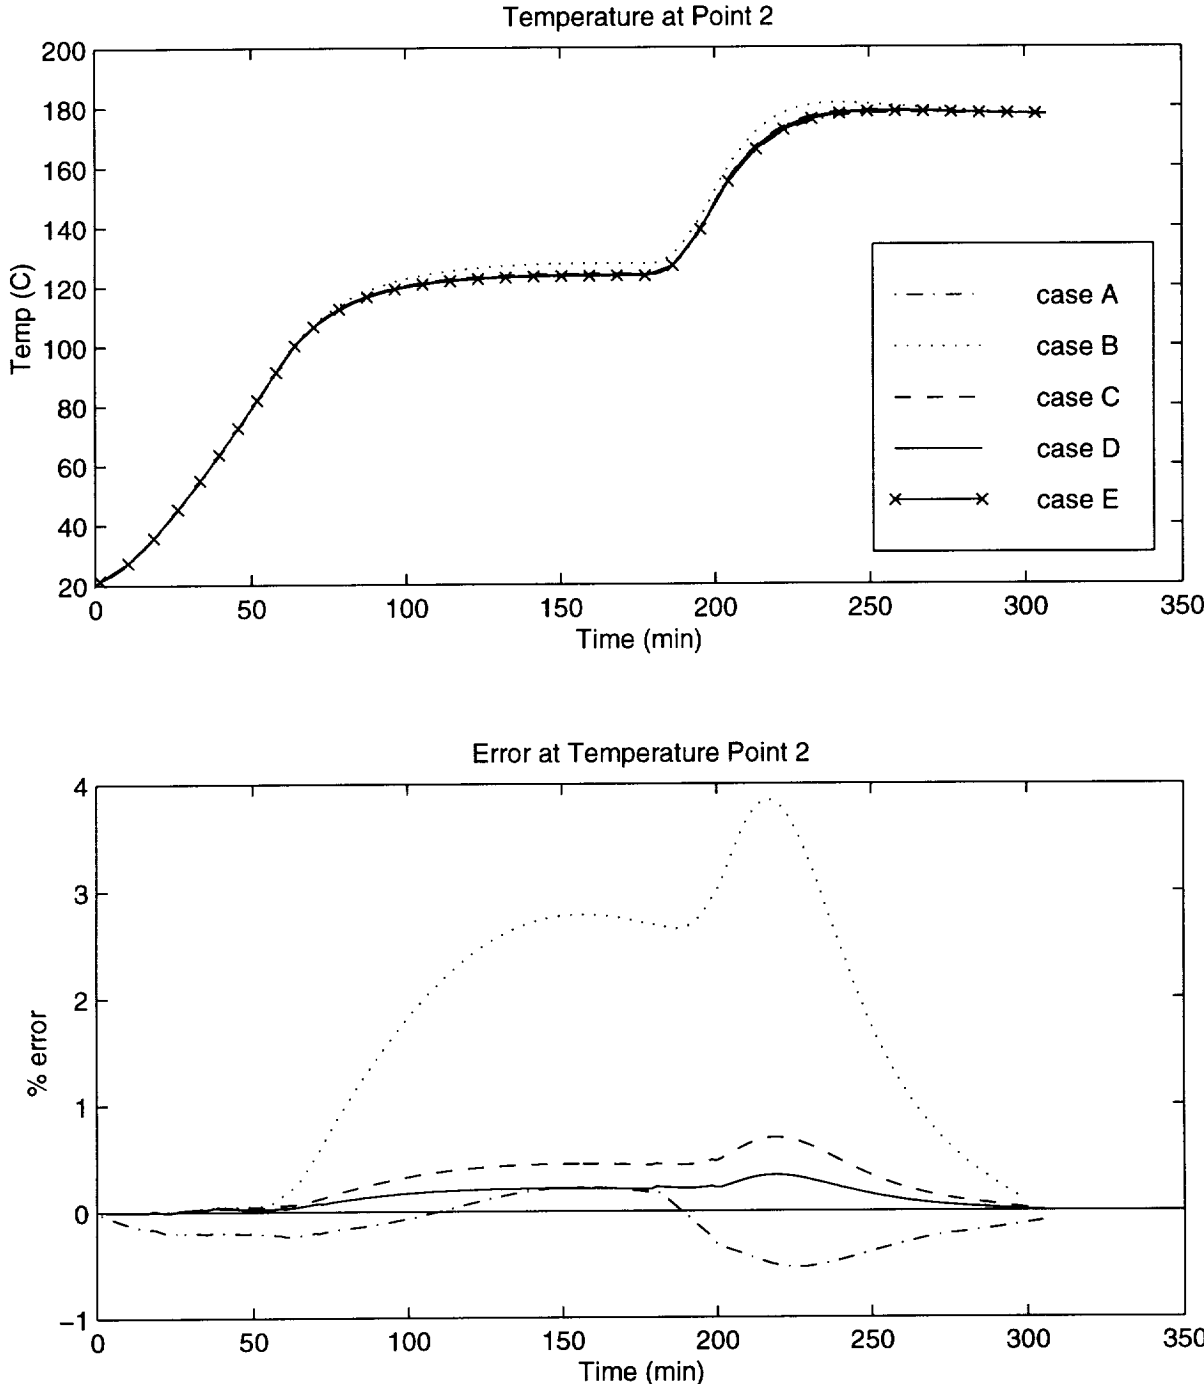 Temperature at Point 2
200
180
160
140
120
100
80
60
40
20
Temp (C)
0
50
100
150
200
250
300
350
Time (min)
case A
case B
case C
case D
case E
Error at Temperature Point 2
4
3
2
1
0
−1
% error
0
50
100
150
200
250
300
350
Time (min)